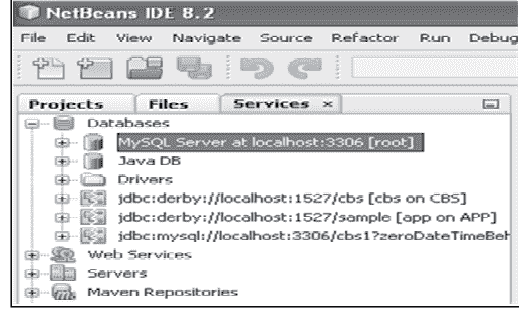 NetBeans IDE 8.2
File Edit View Navigate Source Refactor Run Debug
Projects Files Services ×
Databases
MySQL Server at localhost:3306 [root]
Java DB
Drivers
jdbc:derby://localhost:1527/cbs [cbs on CBS]
jdbc:derby://localhost:1527/sample [app on APP]
jdbc:mysql://localhost:3306/cbs1?zeroDateTimeBeh
Web Services
Servers
Maven Repositories